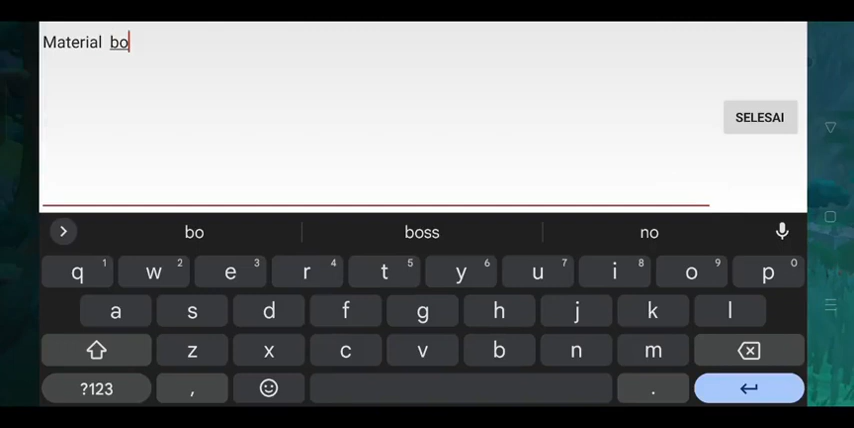 Material bo
SELESAI
bo boss no
q 1 w 2 e 3 r 4 t 5 y 6 u 7 i 8 o 9 p 0
a s d f g h j k l
z x c v b n m
?123 , .